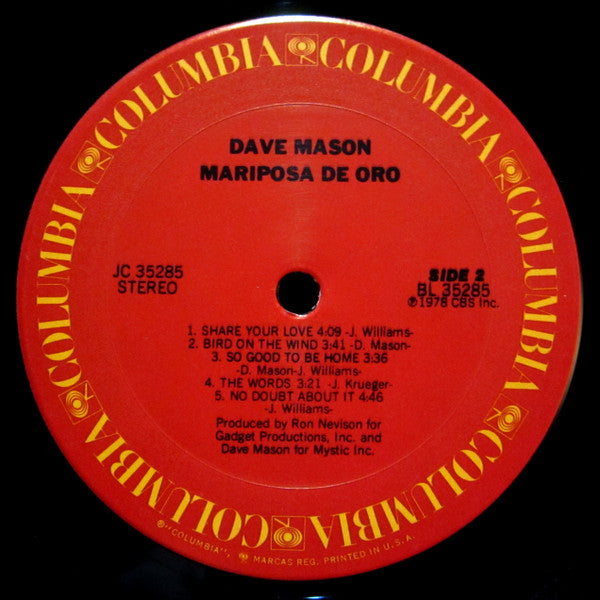 COLUMBIA COLUMBIA COLUMBIA COLUMBIA COLUMBIA COLUMBIA
DAVE MASON
MARIPOSA DE ORO
JC 35285
STEREO
SIDE 2
BL 35285
℗1978 CBS Inc.
1. SHARE YOUR LOVE 4:09 -J. Williams-
2. BIRD ON THE WIND 3:41 -D. Mason-
3. SO GOOD TO BE HOME 3:36
-D. Mason-J. Williams-
4. THE WORDS 3:21 -J. Krueger-
5. NO DOUBT ABOUT IT 4:46
-J. Williams-
Produced by Ron Nevison for
Gadget Productions, Inc. and
Dave Mason for Mystic Inc.
®"COLUMBIA", MARCAS REG. PRINTED IN U.S.A.